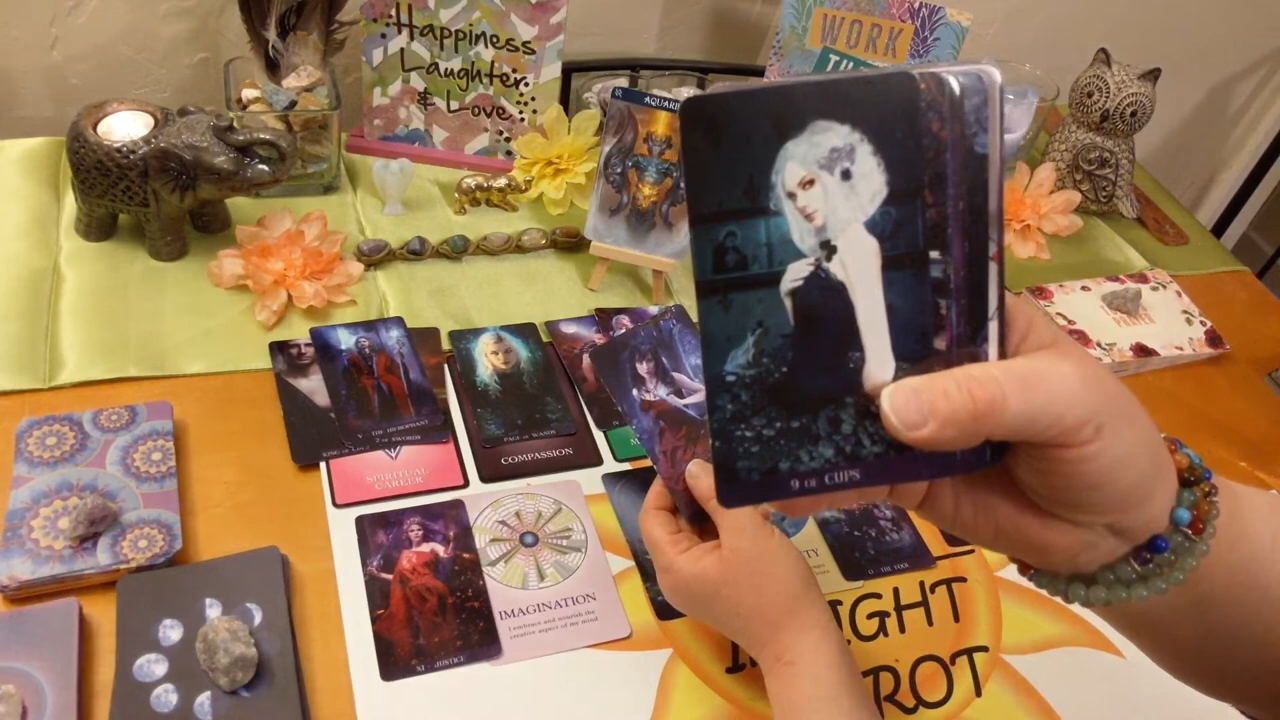 Happiness
Laughter
& Love
WORK
AQUARI
9 OF CUPS
V - THE HIEROPHANT
2 OF SWORDS
KING OF
SPIRITUAL
CAREER
PAGE OF WANDS
COMPASSION
XI - JUSTICE
IMAGINATION
I embrace and nourish the
creative aspect of my mind
TY
O - THE FOOL
IGHT
ROT